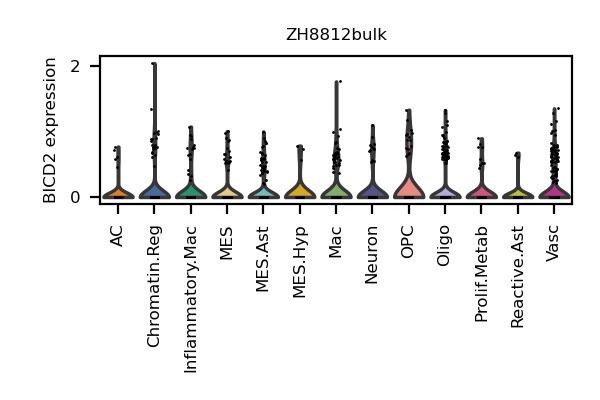 ZH8812bulk
BICD2 expression
2
0
AC
Chromatin.Reg
Inflammatory.Mac
MES
MES.Ast
MES.Hyp
Mac
Neuron
OPC
Oligo
Prolif.Metab
Reactive.Ast
Vasc